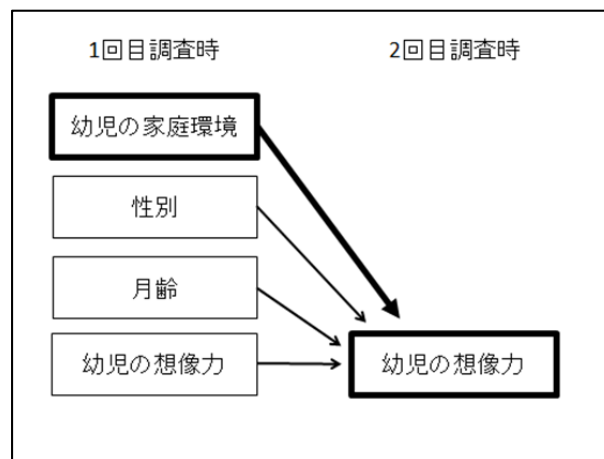 1回目調査時
2回目調査時
幼児の家庭環境
性別
月齢
幼児の想像力
幼児の想像力